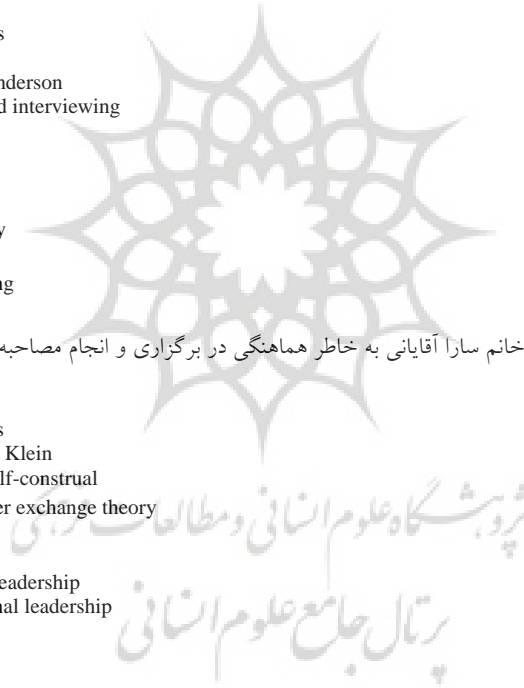 s
nderson
d interviewing
y
ng
خانم سارا آقایانی به خاطر هماهنگی در برگزاری و انجام مصاحبه
s
Klein
lf-construal
er exchange theory
پژوهشگاه علوم انسانی و مطالعات فرهنگی
eadership
nal leadership
پرتال جامع علوم انسانی